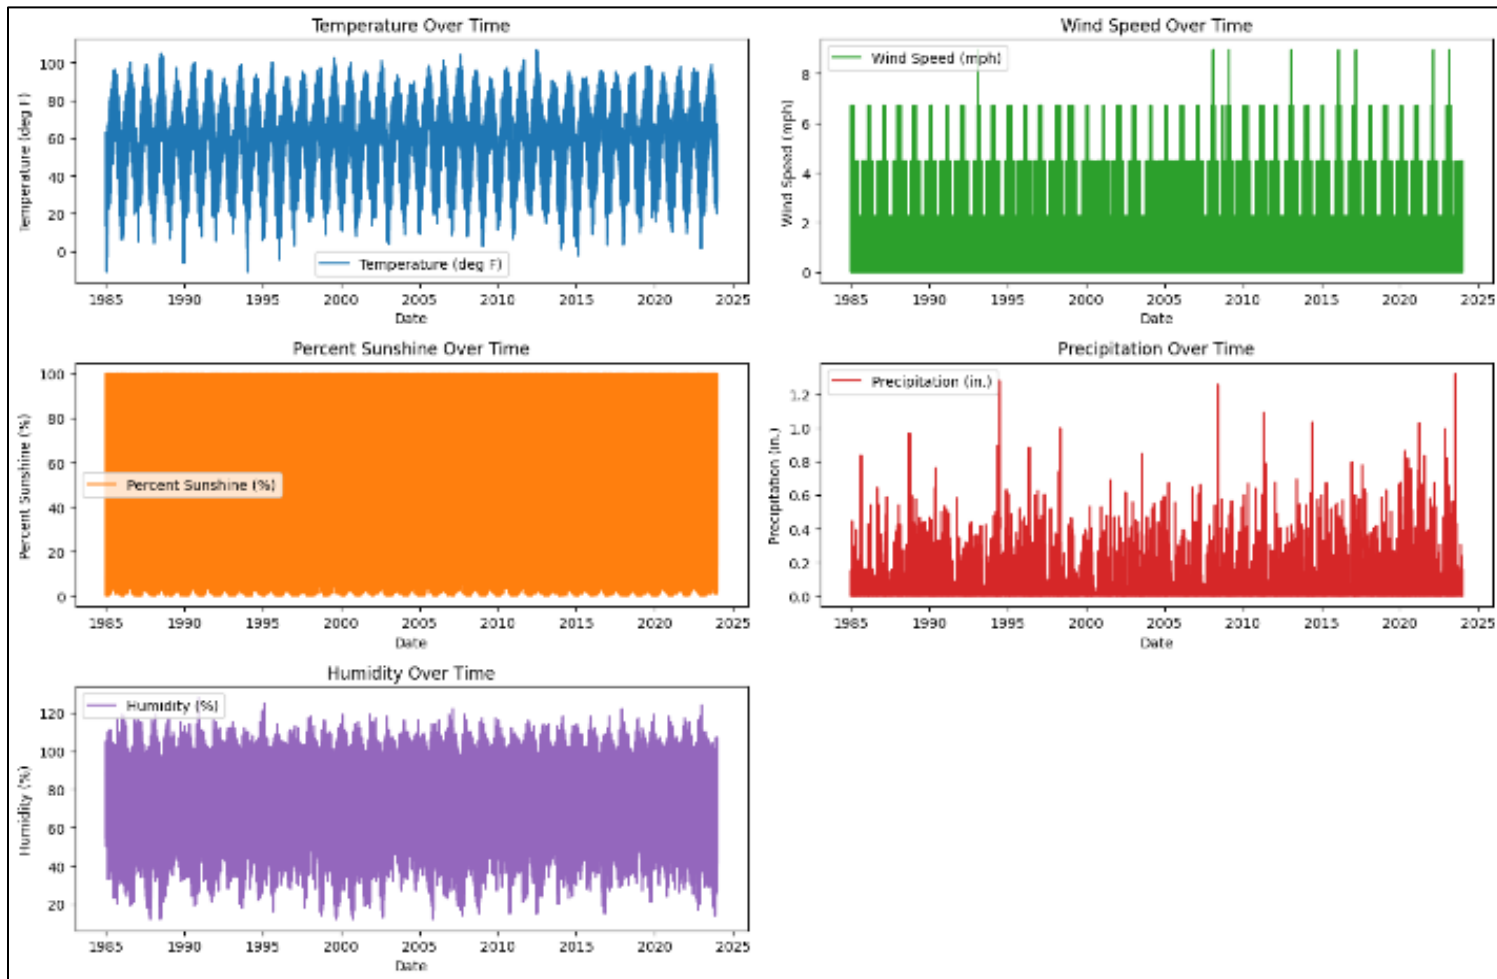 Temperature Over Time
Temperature (deg F)
100
80
60
40
20
0
Temperature (deg F)
1985 1990 1995 2000 2005 2010 2015 2020 2025
Date
Wind Speed Over Time
Wind Speed (mph)
8
6
4
2
0
Wind Speed (mph)
1985 1990 1995 2000 2005 2010 2015 2020 2025
Date
Percent Sunshine Over Time
Percent Sunshine (%)
100
80
60
40
20
0
Percent Sunshine (%)
1985 1990 1995 2000 2005 2010 2015 2020 2025
Date
Precipitation Over Time
Precipitation (in.)
1.2
1.0
0.8
0.6
0.4
0.2
0.0
Precipitation (in.)
1985 1990 1995 2000 2005 2010 2015 2020 2025
Date
Humidity Over Time
Humidity (%)
120
100
80
60
40
20
Humidity (%)
1985 1990 1995 2000 2005 2010 2015 2020 2025
Date